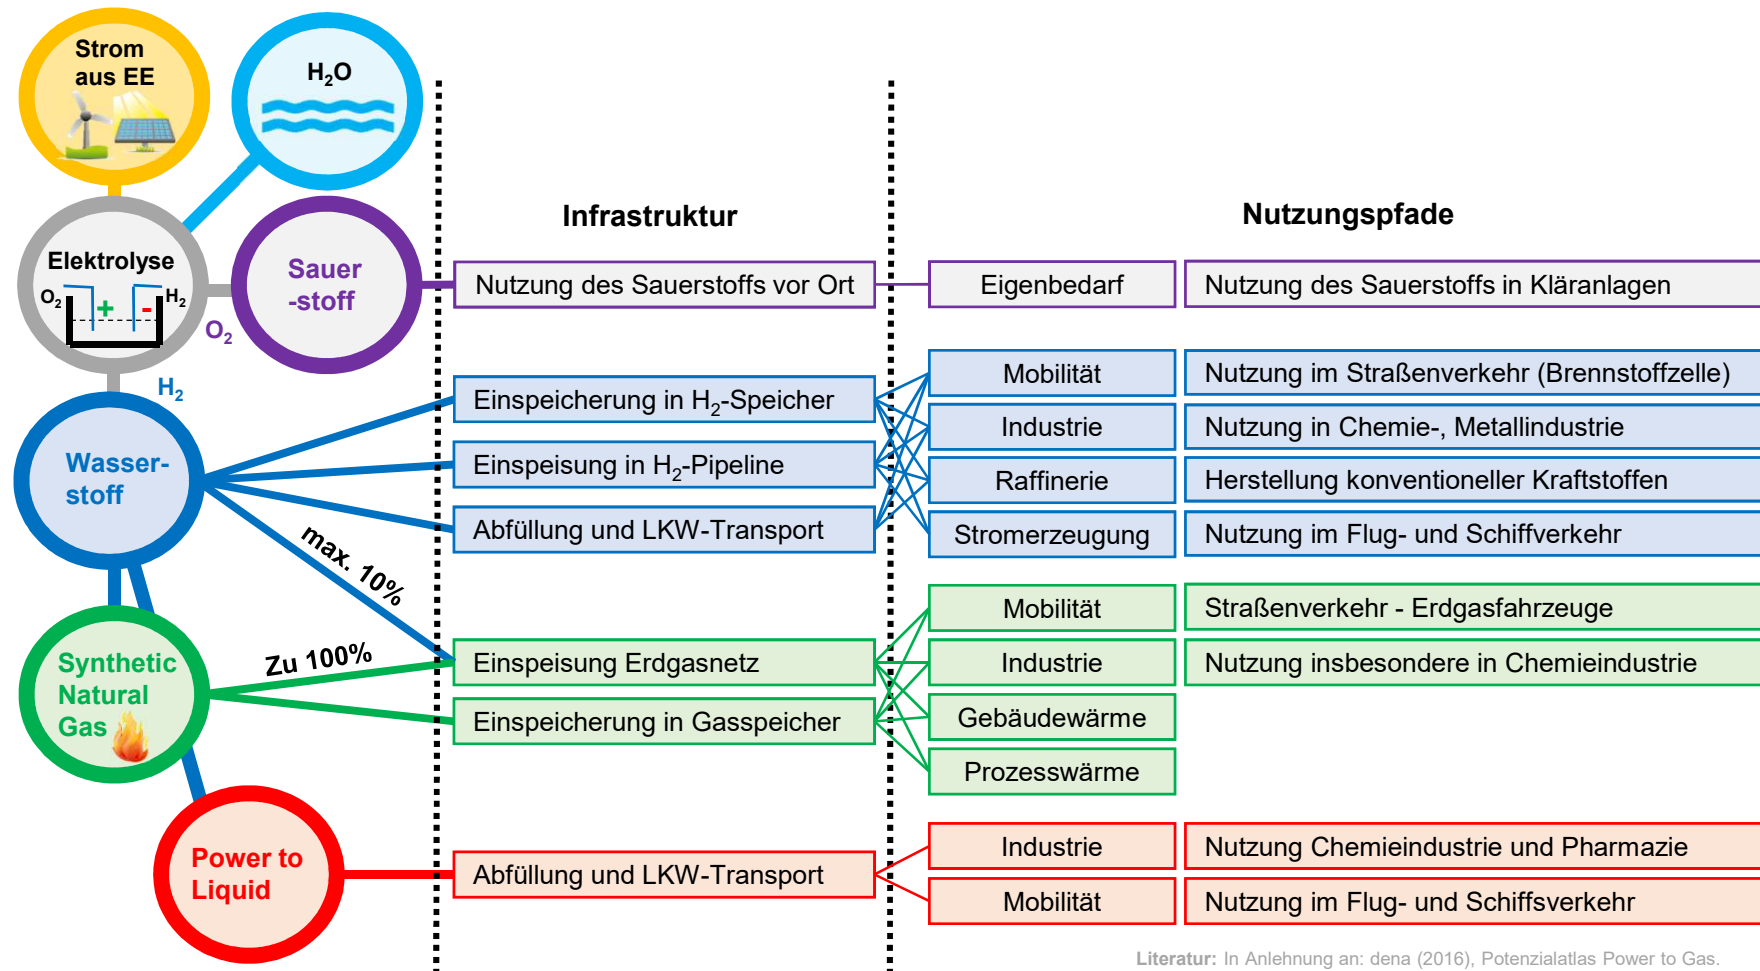 Strom
aus EE
H₂O
Elektrolyse
O₂
+
-
H₂
O₂
Sauer
-stoff
H₂
Wasser-
stoff
Synthetic
Natural
Gas
Power to
Liquid
max. 10%
Zu 100%
Infrastruktur
Nutzung des Sauerstoffs vor Ort
Einspeicherung in H₂-Speicher
Einspeisung in H₂-Pipeline
Abfüllung und LKW-Transport
Einspeisung Erdgasnetz
Einspeicherung in Gasspeicher
Abfüllung und LKW-Transport
Nutzungspfade
Eigenbedarf Nutzung des Sauerstoffs in Kläranlagen
Mobilität Nutzung im Straßenverkehr (Brennstoffzelle)
Industrie Nutzung in Chemie-, Metallindustrie
Raffinerie Herstellung konventioneller Kraftstoffen
Stromerzeugung Nutzung im Flug- und Schiffverkehr
Mobilität Straßenverkehr - Erdgasfahrzeuge
Industrie Nutzung insbesondere in Chemieindustrie
Gebäudewärme
Prozesswärme
Industrie Nutzung Chemieindustrie und Pharmazie
Mobilität Nutzung im Flug- und Schiffsverkehr
Literatur: In Anlehnung an: dena (2016), Potenzialatlas Power to Gas.